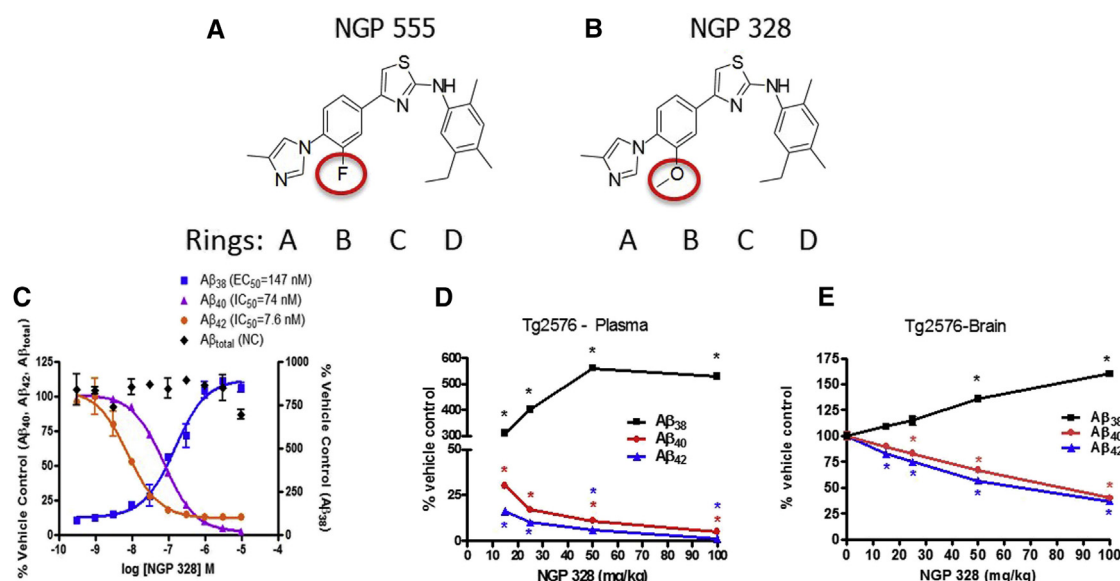 A
NGP 555
S
NH
N
N
N
F
B
NGP 328
S
NH
N
N
N
O
Rings: A B C D
A B C D
C
Aβ38 (EC50=147 nM)
Aβ40 (IC50=74 nM)
Aβ42 (IC50=7.6 nM)
Aβtotal (NC)
% Vehicle Control (Aβ40, Aβ42, Aβtotal)
125
100
75
50
25
0
1000
750
500
250
0
% Vehicle Control (Aβ38)
-10 -9 -8 -7 -6 -5 -4
log [NGP 328] M
D
Tg2576 - Plasma
% vehicle control
600
500
400
300
50
25
0
* * * *
* * * *
* * * *
Aβ38
Aβ40
Aβ42
0 10 20 30 40 50 60 70 80 90 100
NGP 328 (mg/kg)
E
Tg2576-Brain
% vehicle control
175
150
125
100
75
50
25
0
* *
* * *
* * * *
Aβ38
Aβ40
Aβ42
0 10 20 30 40 50 60 70 80 90 100
NGP 328 (mg/kg)